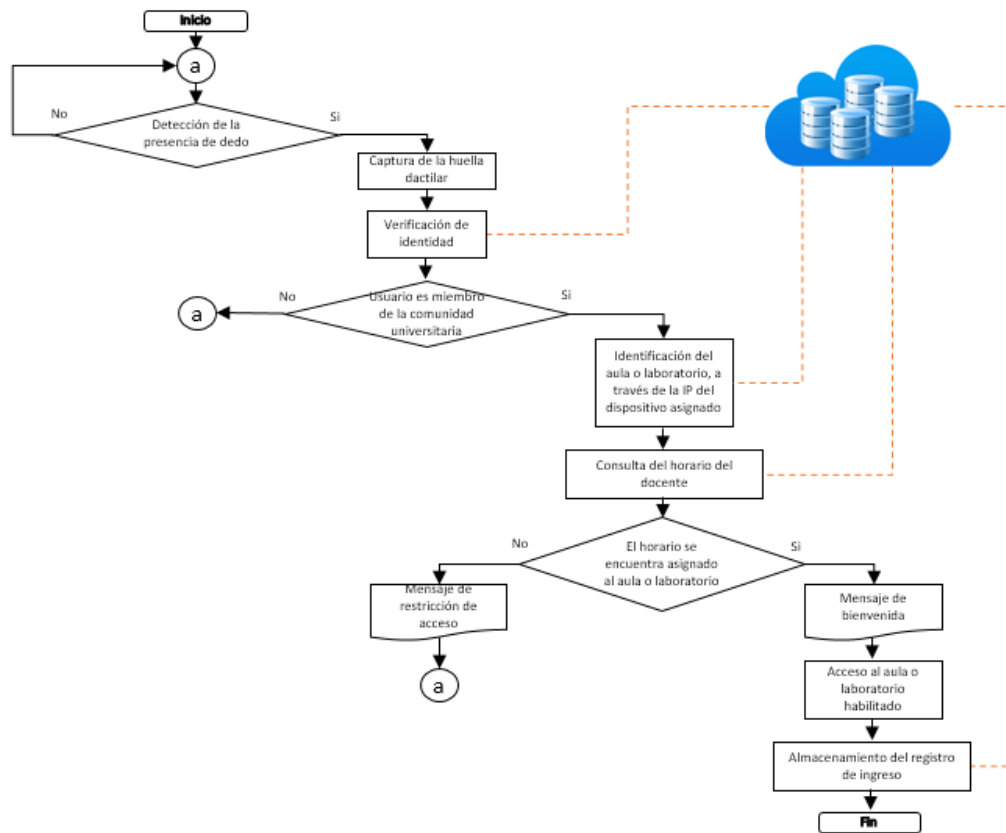 Inicio
a
No
Si
Detección de la
presencia de dedo
Captura de la huella
dactilar
Verificación de
identidad
No
Si
Usuario es miembro
de la comunidad
universitaria
a
Identificación del
aula o laboratorio, a
través de la IP del
dispositivo asignado
Consulta del horario del
docente
No
Si
El horario se
encuentra asignado
al aula o laboratorio
Mensaje de
restricción de
acceso
Mensaje de
bienvenida
a
Acceso al aula o
laboratorio
habilitado
Almacenamiento del registro
de ingreso
Fin